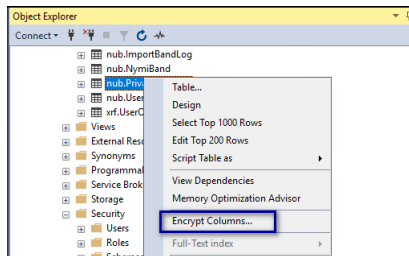 Object Explorer
Connect
nub.ImportBandLog
nub.NymiBand
nub.Priv
nub.User
xrf.UserC
Views
External Reso
Synonyms
Programmal
Service Brok
Storage
Security
Users
Roles
Table...
Design
Select Top 1000 Rows
Edit Top 200 Rows
Script Table as
View Dependencies
Memory Optimization Advisor
Encrypt Columns...
Full-Text index